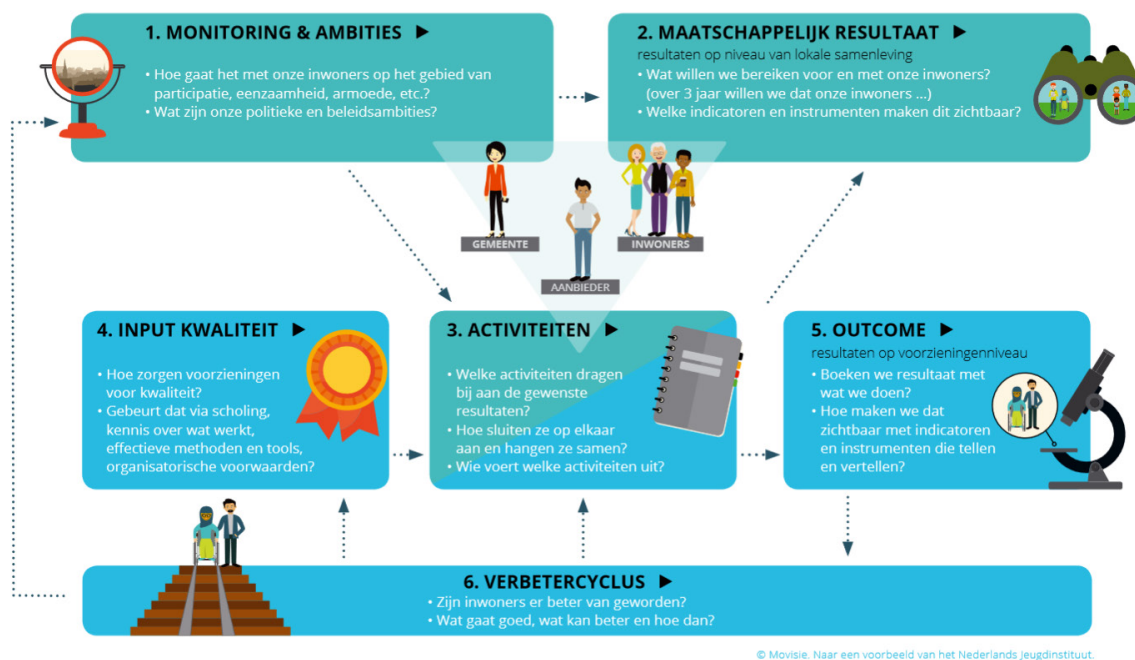 1. MONITORING & AMBITIES ►
• Hoe gaat het met onze inwoners op het gebied van
participatie, eenzaamheid, armoede, etc.?
• Wat zijn onze politieke en beleidsambities?
2. MAATSCHAPPELIJK RESULTAAT ►
resultaten op niveau van lokale samenleving
• Wat willen we bereiken voor en met onze inwoners?
(over 3 jaar willen we dat onze inwoners ...)
• Welke indicatoren en instrumenten maken dit zichtbaar?
GEMEENTE
AANBIEDER
INWONERS
4. INPUT KWALITEIT ►
• Hoe zorgen voorzieningen
voor kwaliteit?
• Gebeurt dat via scholing,
kennis over wat werkt,
effectieve methoden en tools,
organisatorische voorwaarden?
3. ACTIVITEITEN ►
• Welke activiteiten dragen
bij aan de gewenste
resultaten?
• Hoe sluiten ze op elkaar
aan en hangen ze samen?
• Wie voert welke activiteiten uit?
5. OUTCOME ►
resultaten op voorzieningenniveau
• Boeken we resultaat met
wat we doen?
• Hoe maken we dat
zichtbaar met indicatoren
en instrumenten die tellen
en vertellen?
6. VERBETERCYCLUS ►
• Zijn inwoners er beter van geworden?
• Wat gaat goed, wat kan beter en hoe dan?
© Movisie. Naar een voorbeeld van het Nederlands Jeugdinstituut.